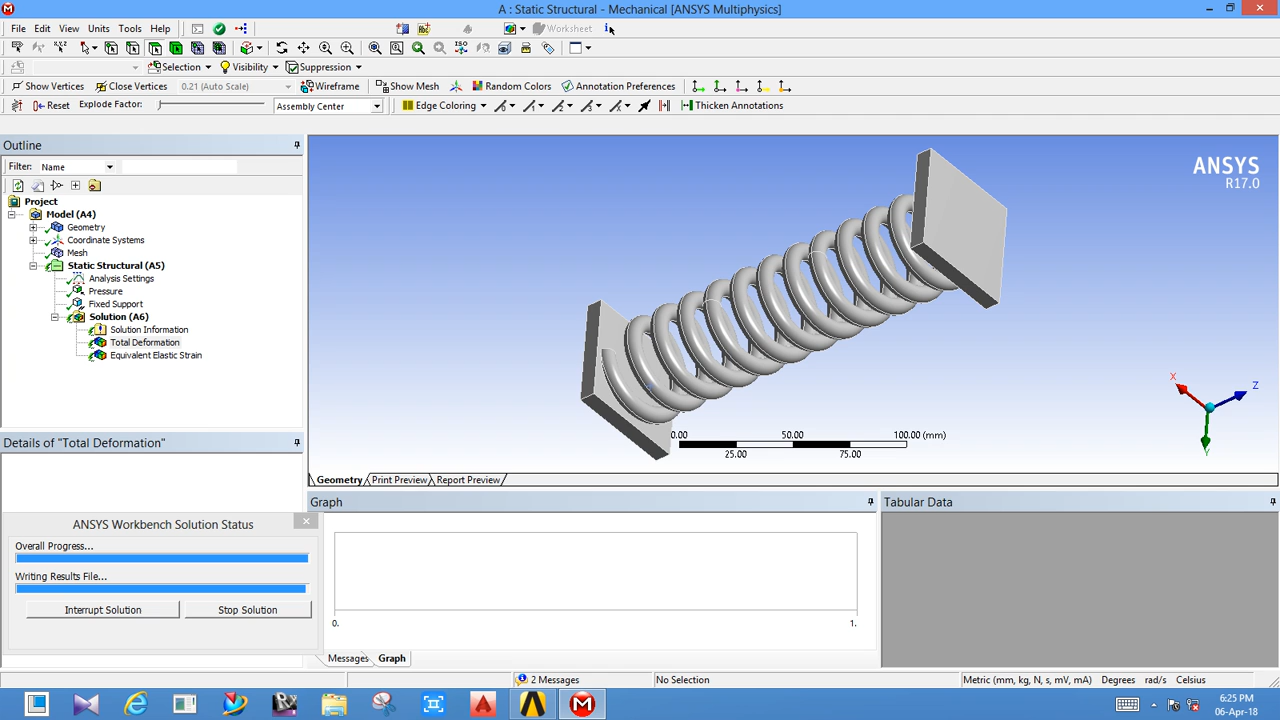 A : Static Structural - Mechanical [ANSYS Multiphysics]
File Edit View Units Tools Help Worksheet
Selection Visibility Suppression
Show Vertices Close Vertices 0.21 (Auto Scale) Wireframe Show Mesh Random Colors Annotation Preferences
Reset Explode Factor: Assembly Center Edge Coloring Thicken Annotations
Outline
Filter: Name
Project
Model (A4)
Geometry
Coordinate Systems
Mesh
Static Structural (A5)
Analysis Settings
Pressure
Fixed Support
Solution (A6)
Solution Information
Total Deformation
Equivalent Elastic Strain
Details of "Total Deformation"
ANSYS Workbench Solution Status
Overall Progress...
Writing Results File...
Interrupt Solution Stop Solution
ANSYS
R17.0
X
Z
Y
0.00 50.00 100.00 (mm)
25.00 75.00
Geometry Print Preview Report Preview
Graph
0. 1.
Messages Graph
Tabular Data
2 Messages No Selection Metric (mm, kg, N, s, mV, mA) Degrees rad/s Celsius
6:25 PM
06-Apr-18